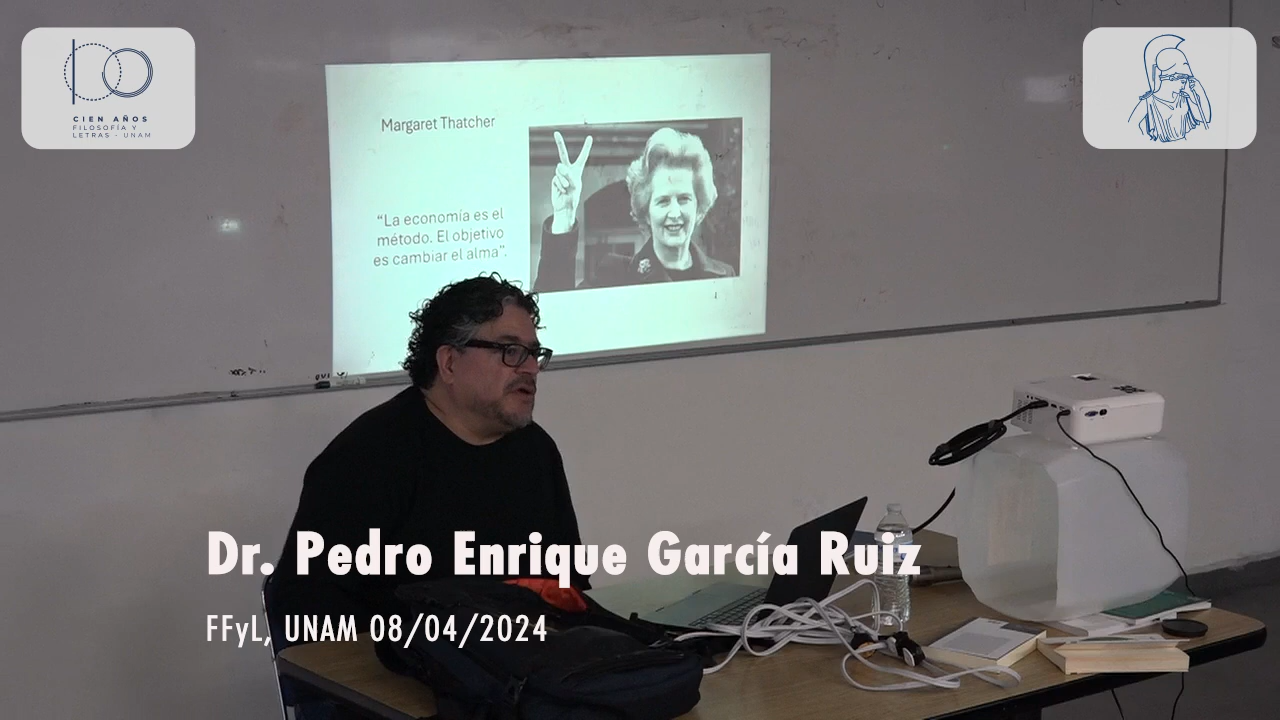 CIEN AÑOS
FILOSOFÍA Y
LETRAS - UNAM
Margaret Thatcher
“La economía es el
método. El objetivo
es cambiar el alma”.
Dr. Pedro Enrique García Ruiz
FFyL, UNAM 08/04/2024